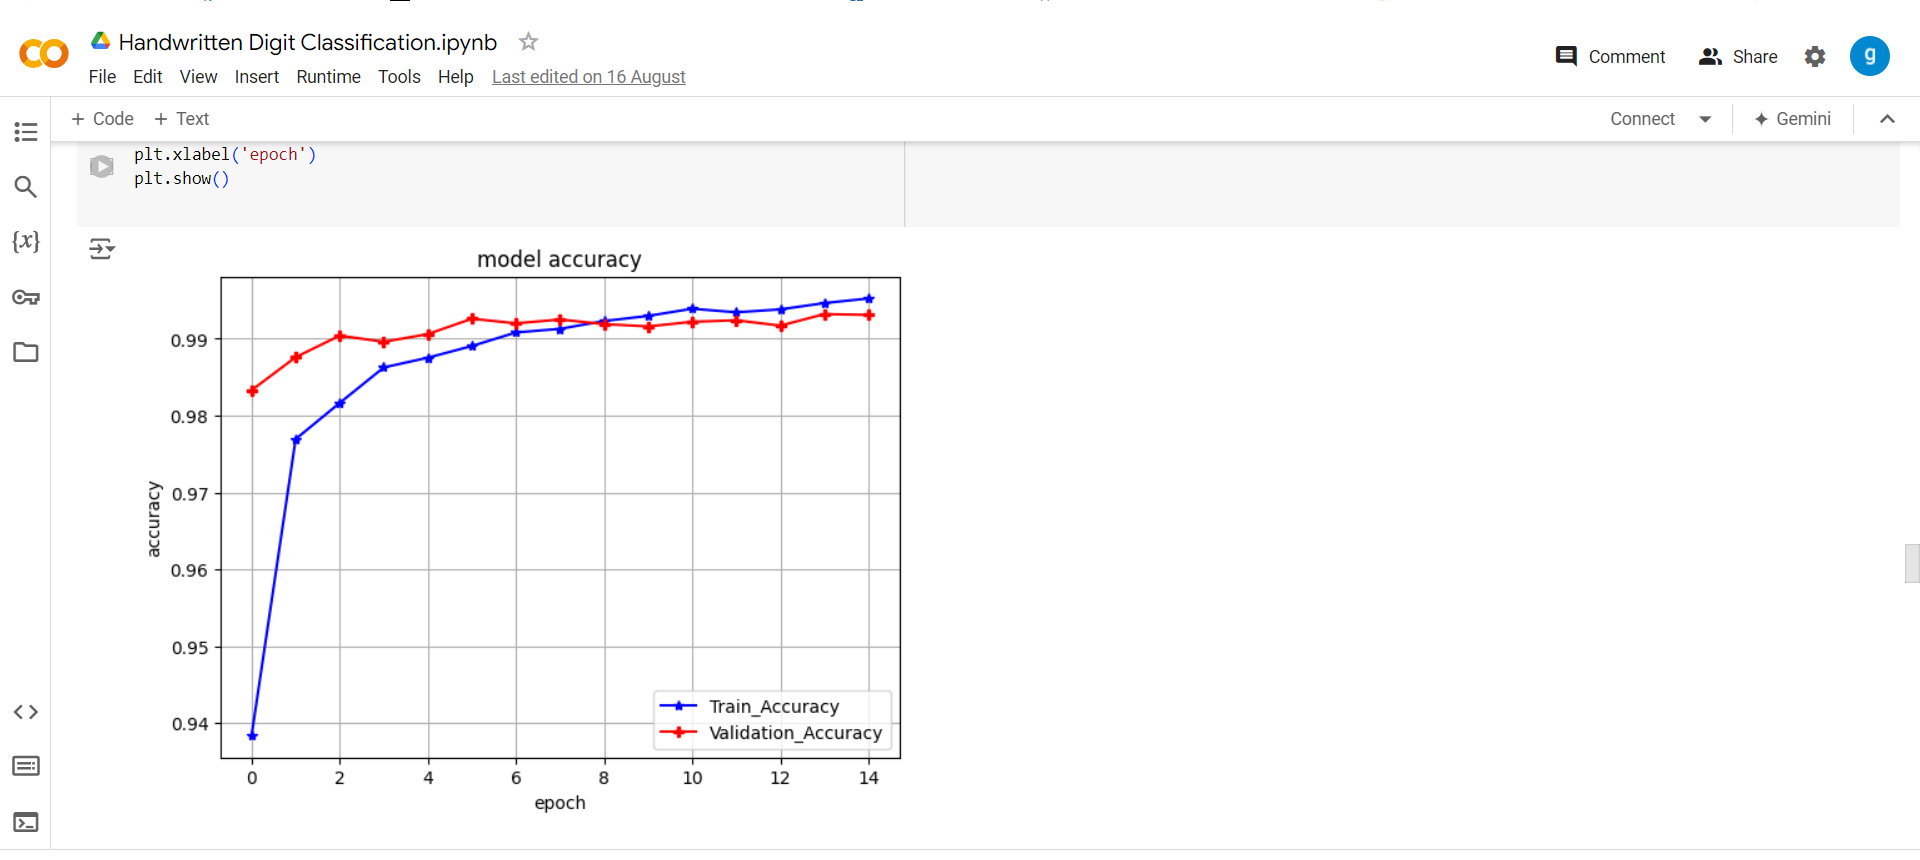 Handwritten Digit Classification.ipynb
File Edit View Insert Runtime Tools Help Last edited on 16 August
Comment Share g
+ Code + Text
Connect Gemini
plt.xlabel('epoch')
plt.show()
{x}
model accuracy
0.99
0.98
0.97
0.96
0.95
0.94
accuracy
Train_Accuracy
Validation_Accuracy
0 2 4 6 8 10 12 14
epoch